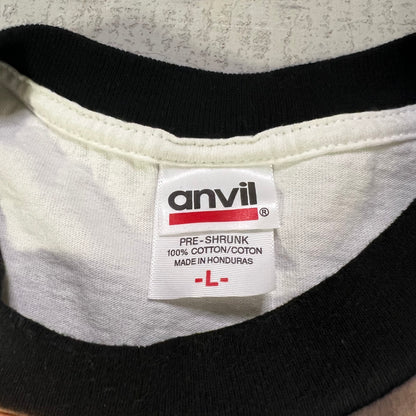 anvil
®
PRE-SHRUNK
100% COTTON/COTON
MADE IN HONDURAS
-L-